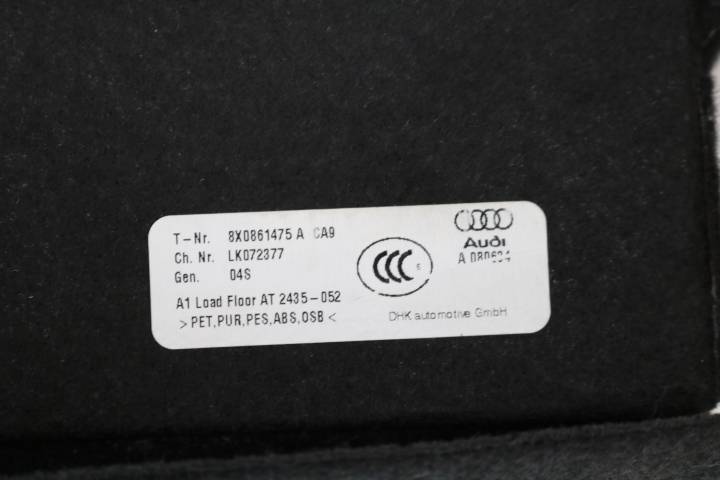 T-Nr. 8X0861475 A CA9
Ch. Nr. LK072377
Gen. 04S
A1 Load Floor AT 2435-052
>PET,PUR,PES,ABS,OSB<
CCC
S
Audi
A 080634
DHK automotive GmbH